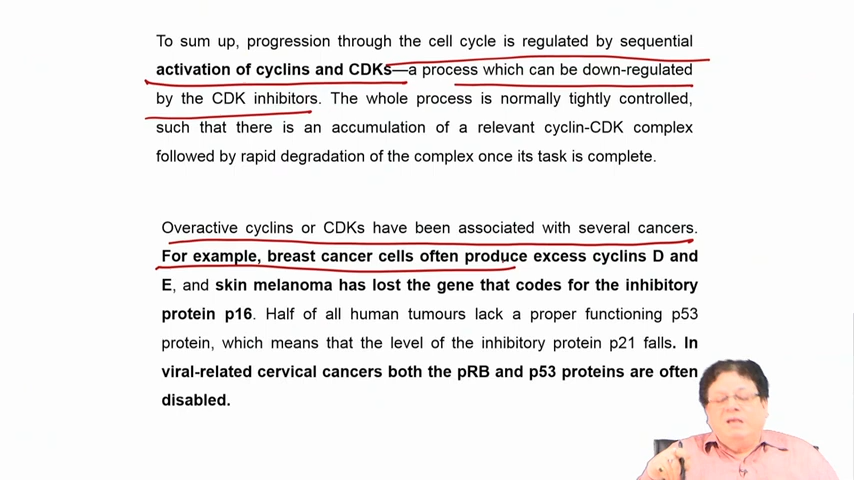 To sum up, progression through the cell cycle is regulated by sequential
activation of cyclins and CDKs—a process which can be down-regulated
by the CDK inhibitors. The whole process is normally tightly controlled,
such that there is an accumulation of a relevant cyclin-CDK complex
followed by rapid degradation of the complex once its task is complete.
Overactive cyclins or CDKs have been associated with several cancers.
For example, breast cancer cells often produce excess cyclins D and
E, and skin melanoma has lost the gene that codes for the inhibitory
protein p16. Half of all human tumours lack a proper functioning p53
protein, which means that the level of the inhibitory protein p21 falls. In
viral-related cervical cancers both the pRB and p53 proteins are often
disabled.